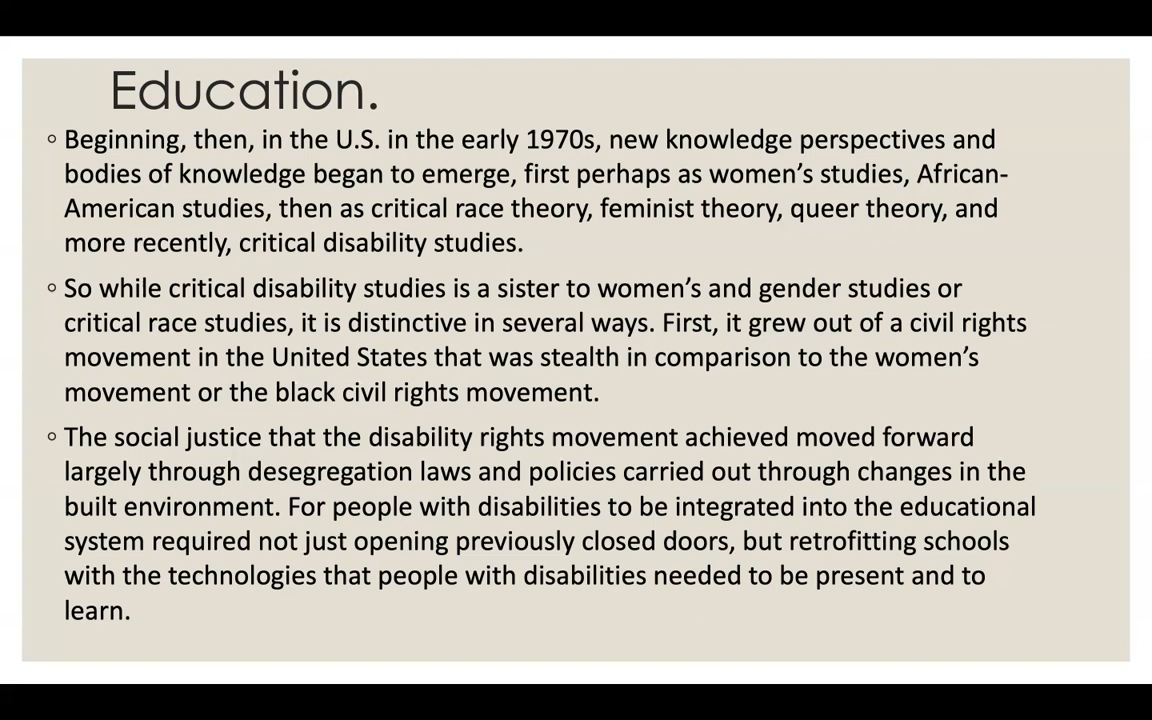 Education.
◦ Beginning, then, in the U.S. in the early 1970s, new knowledge perspectives and
bodies of knowledge began to emerge, first perhaps as women’s studies, African-
American studies, then as critical race theory, feminist theory, queer theory, and
more recently, critical disability studies.
◦ So while critical disability studies is a sister to women’s and gender studies or
critical race studies, it is distinctive in several ways. First, it grew out of a civil rights
movement in the United States that was stealth in comparison to the women’s
movement or the black civil rights movement.
◦ The social justice that the disability rights movement achieved moved forward
largely through desegregation laws and policies carried out through changes in the
built environment. For people with disabilities to be integrated into the educational
system required not just opening previously closed doors, but retrofitting schools
with the technologies that people with disabilities needed to be present and to
learn.